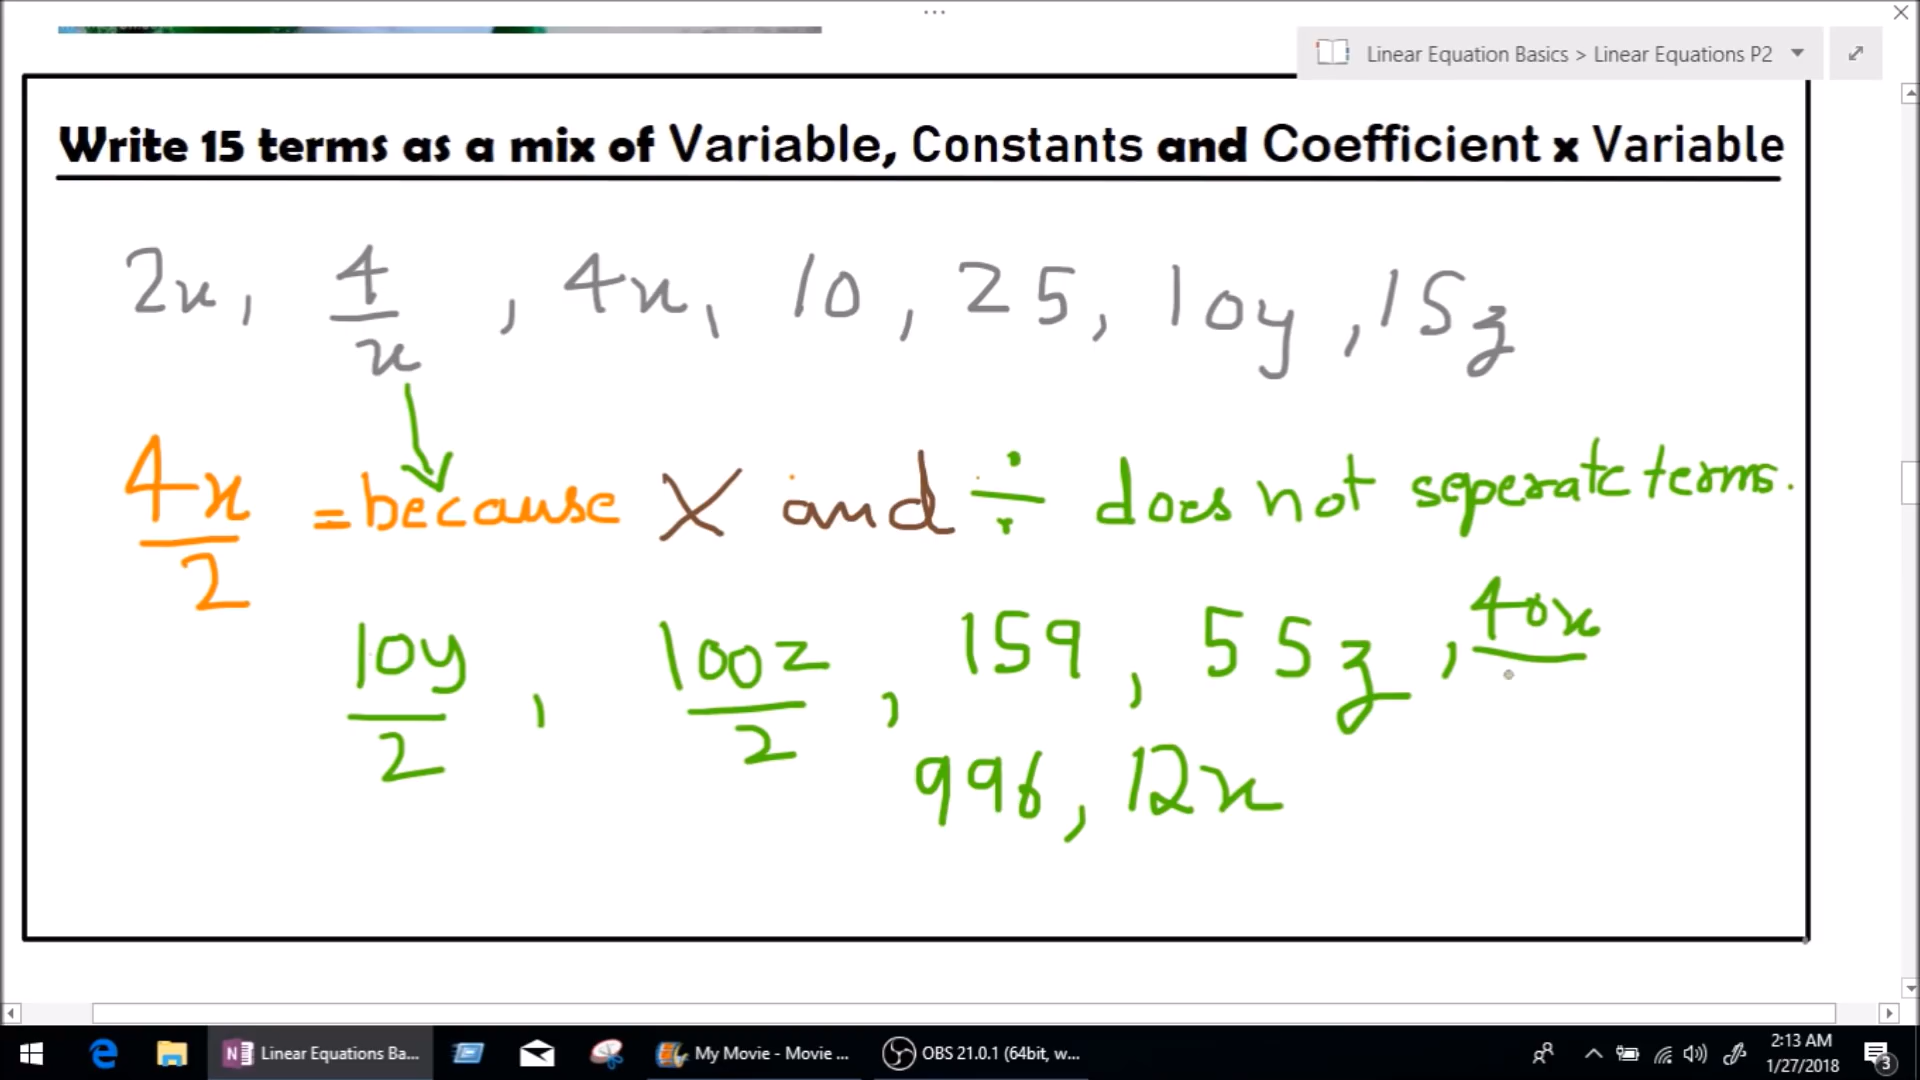 Linear Equation Basics > Linear Equations P2
Write 15 terms as a mix of Variable, Constants and Coefficient x Variable
2x, 4/x, 4x, 10, 25, 10y, 15z
4x/2 = because X and ÷ does not seperate terms.
10y/2, 100z/2, 159, 55z, 40x/
996, 12x
Linear Equations Ba...
My Movie - Movie ...
OBS 21.0.1 (64bit, w...
2:13 AM
1/27/2018
3